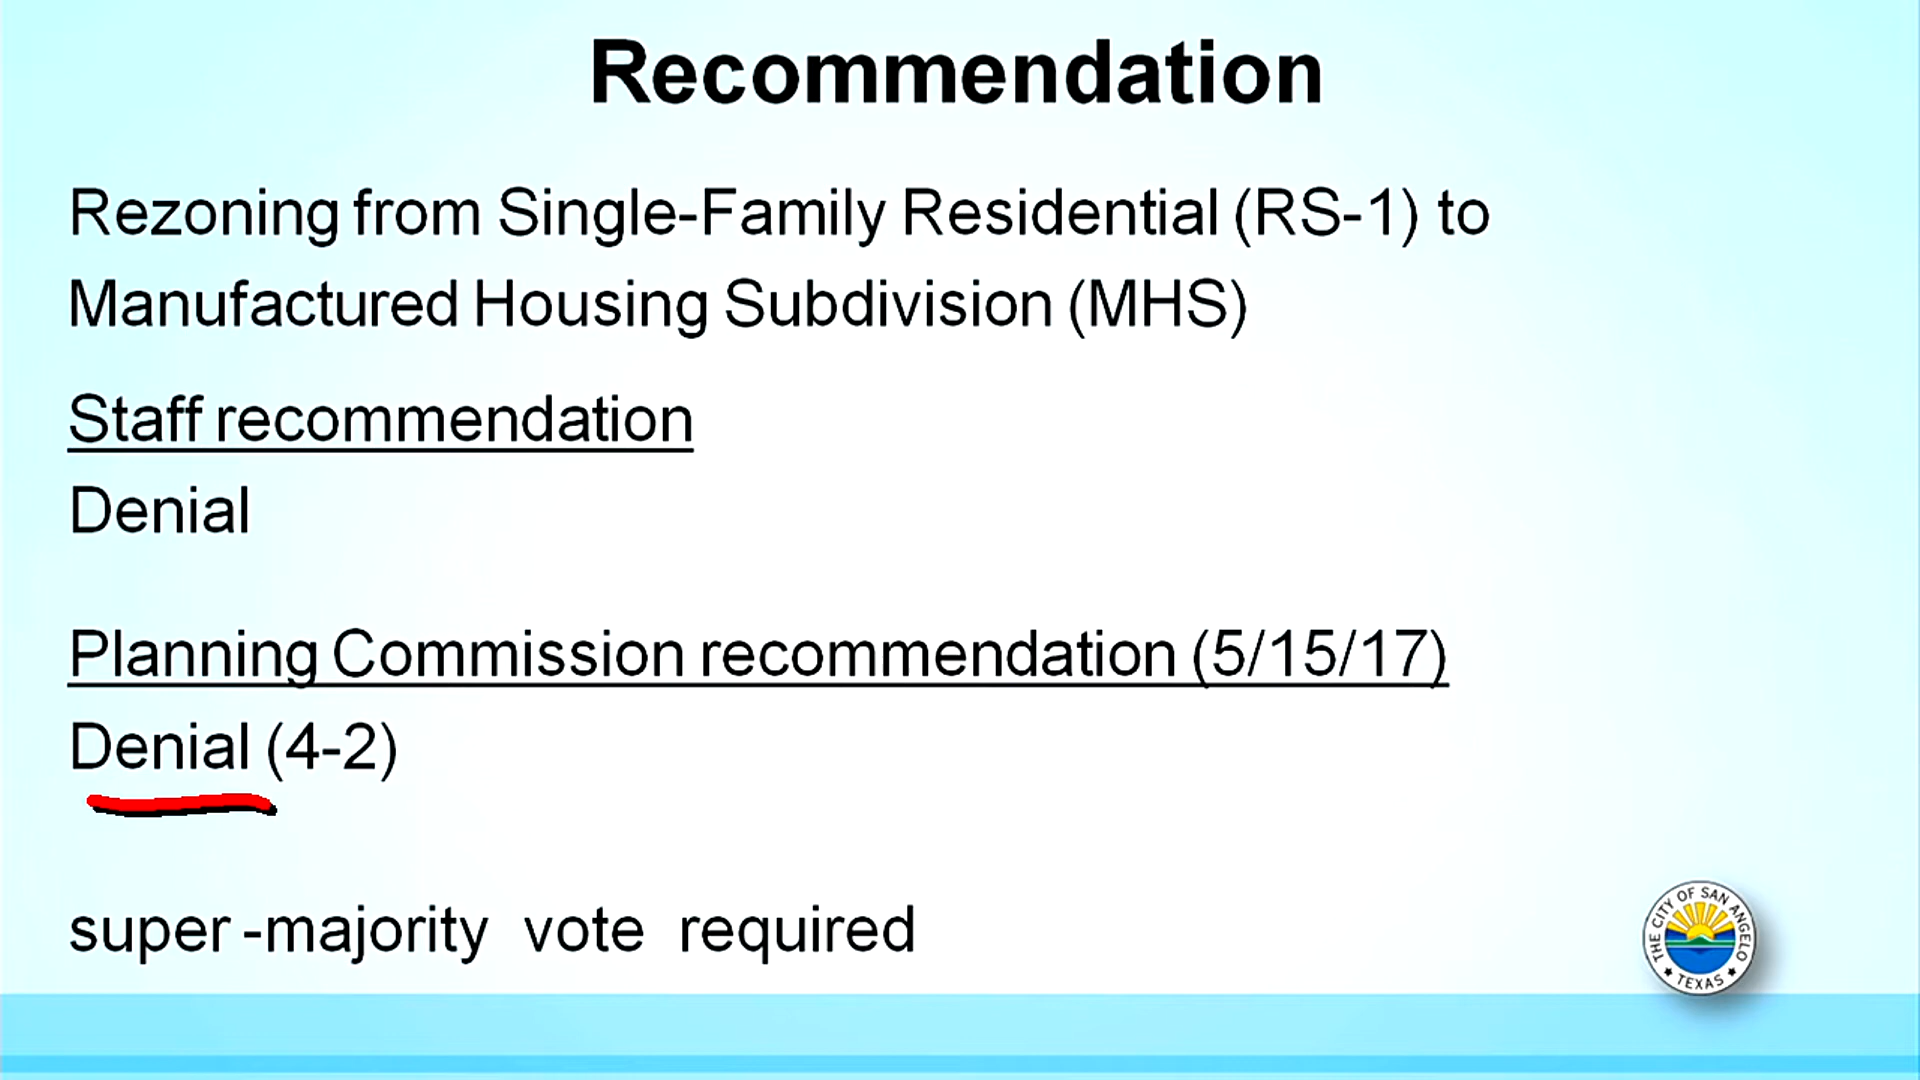 Recommendation
Rezoning from Single-Family Residential (RS-1) to
Manufactured Housing Subdivision (MHS)
Staff recommendation
Denial
Planning Commission recommendation (5/15/17)
Denial (4-2)
super-majority vote required
THE CITY OF SAN ANGELO
TEXAS